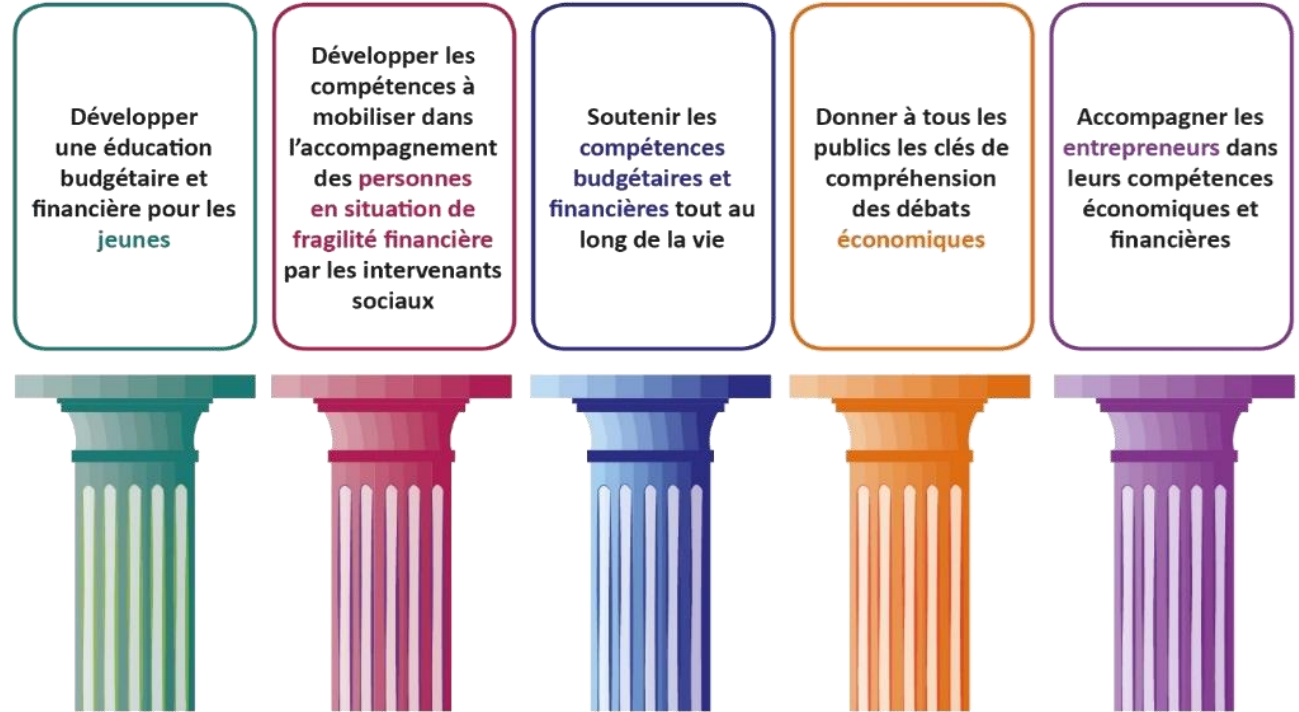 Développer
une éducation
budgétaire et
financière pour les
jeunes
Développer les
compétences à
mobiliser dans
l’accompagnement
des personnes
en situation de
fragilité financière
par les intervenants
sociaux
Soutenir les
compétences
budgétaires et
financières tout au
long de la vie
Donner à tous les
publics les clés de
compréhension
des débats
économiques
Accompagner les
entrepreneurs dans
leurs compétences
économiques et
financières